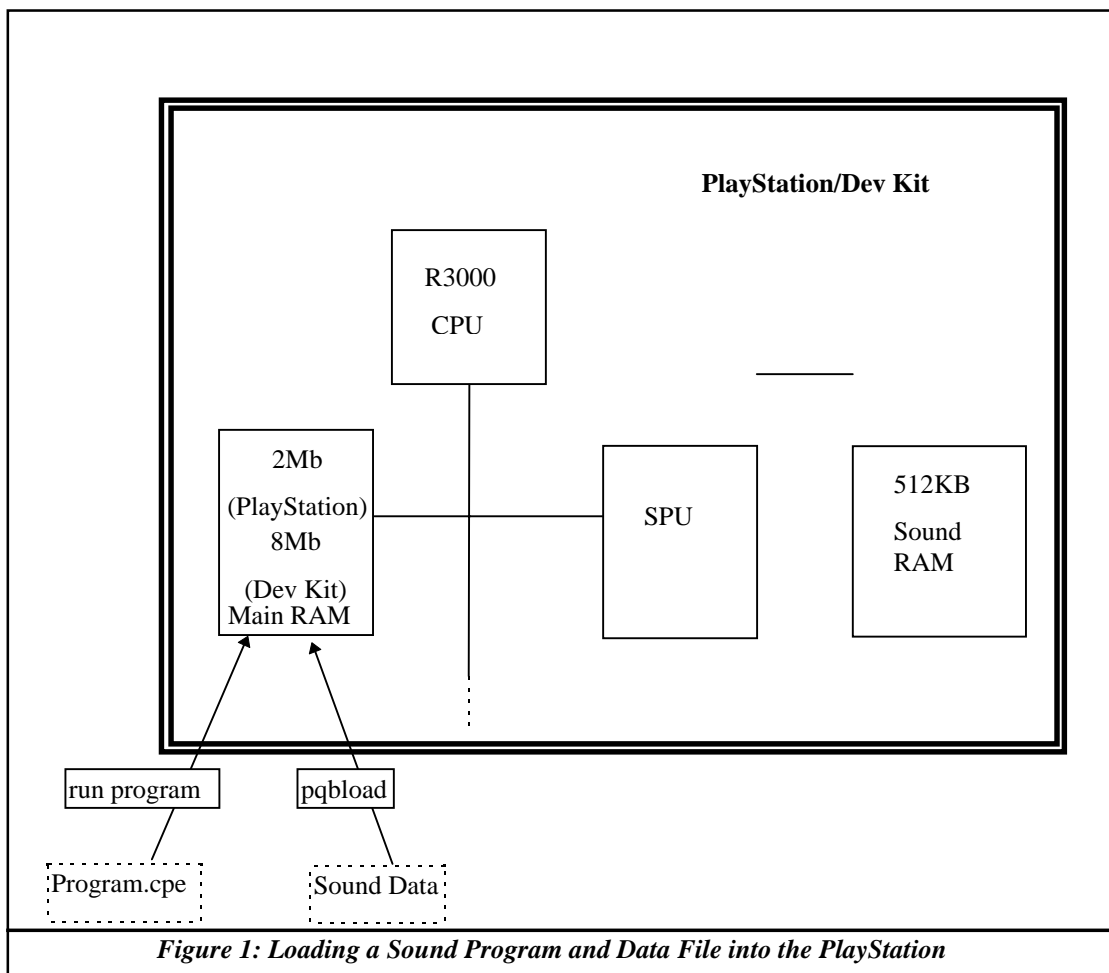 PlayStation/Dev Kit
R3000
CPU
2Mb
(PlayStation)
8Mb
(Dev Kit)
Main RAM
SPU
512KB
Sound
RAM
run program
pqbload
Program.cpe
Sound Data
Figure 1: Loading a Sound Program and Data File into the PlayStation